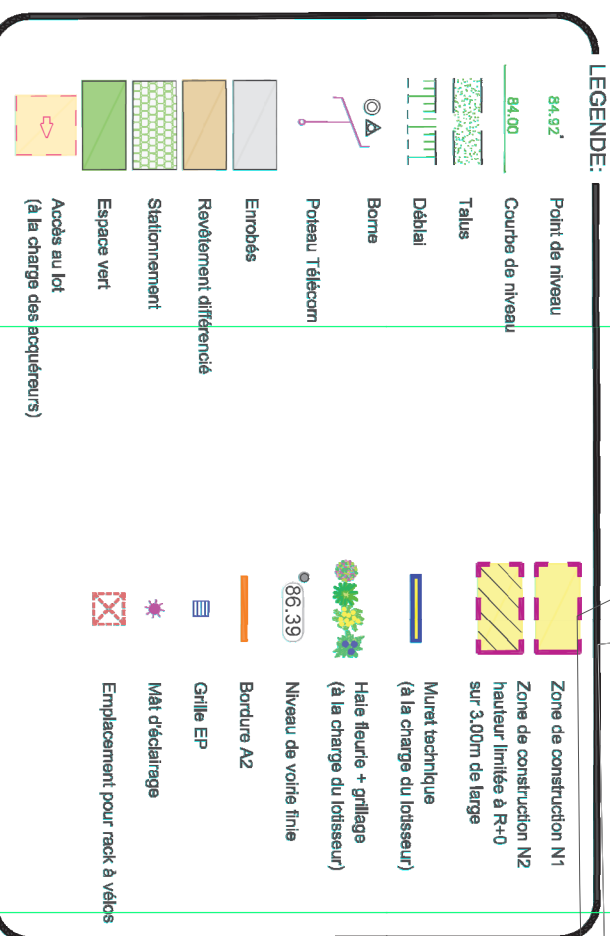 LEGENDE:
84.92
Point de niveau
84.00
Courbe de niveau
Talus
Déblai
Borne
Poteau Télécom
Enrobés
Revêtement différencié
Stationnement
Espace vert
Accès au lot
(à la charge des acquéreurs)
Zone de construction N1
Zone de construction N2
hauteur limitée à R+0
sur 3.00m de large
Muret technique
(à la charge du lotisseur)
Haie fleurie + grillage
(à la charge du lotisseur)
86.39
Niveau de voirie finie
Bordure A2
Grille EP
Mât d'éclairage
Emplacement pour rack à vélos